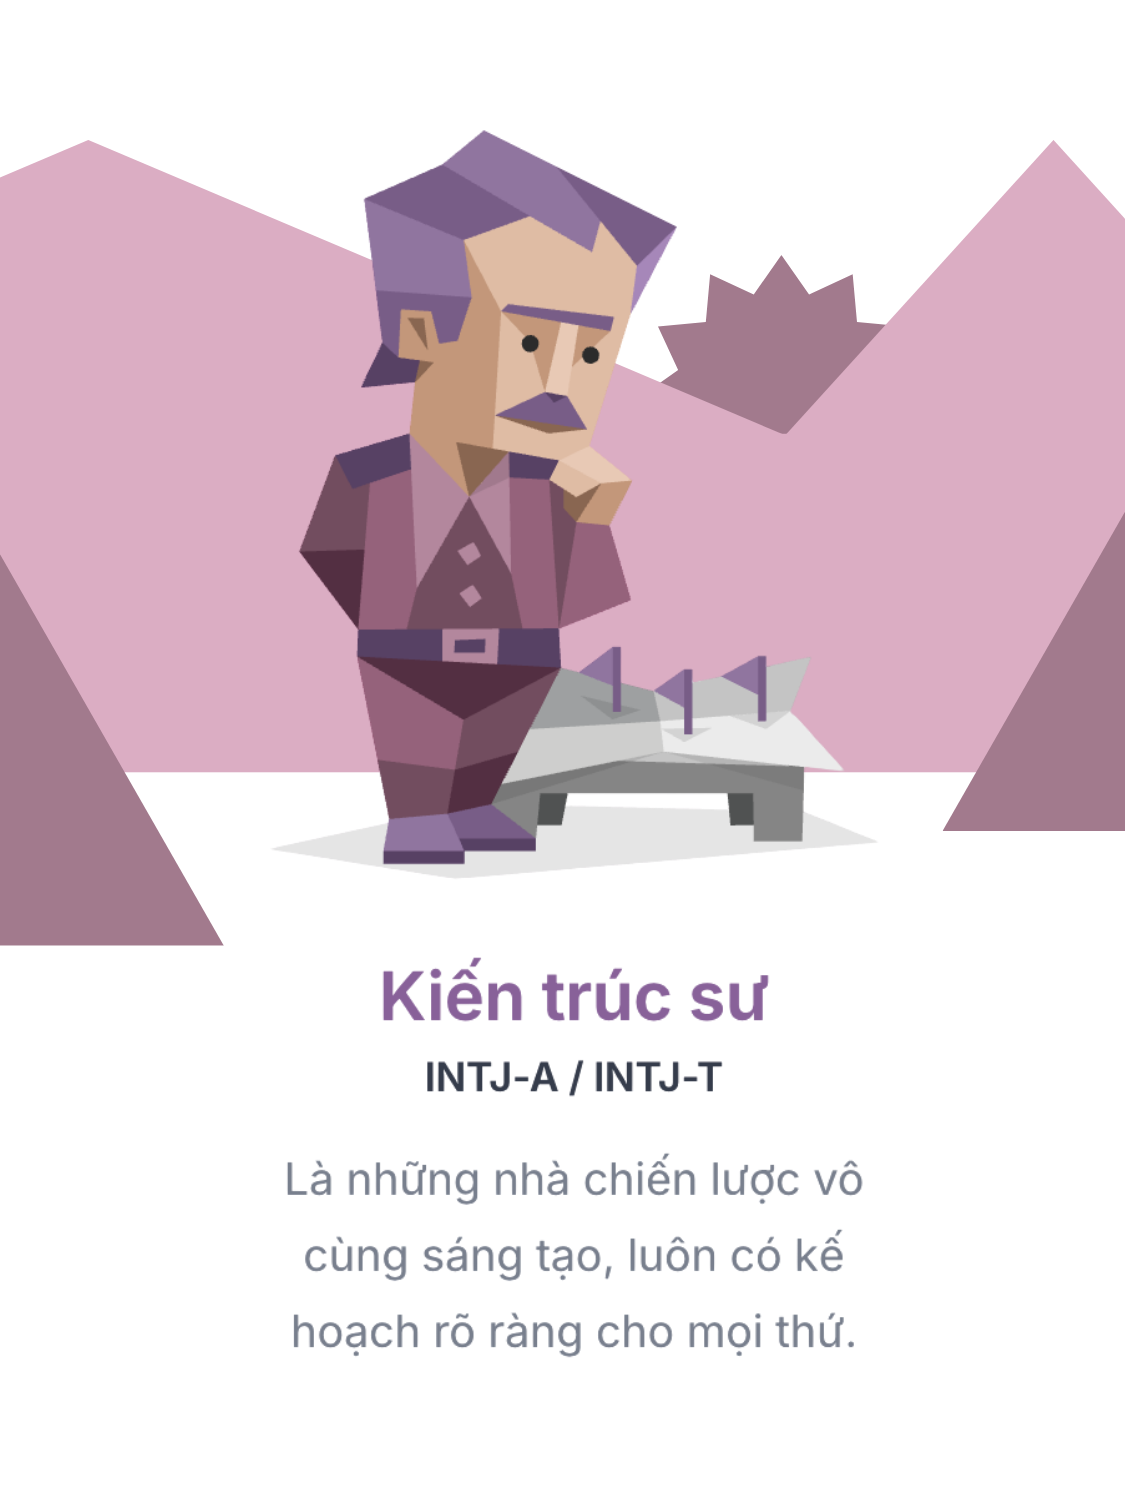 Kiến trúc sư
INTJ-A / INTJ-T
Là những nhà chiến lược vô
cùng sáng tạo, luôn có kế
hoạch rõ ràng cho mọi thứ.